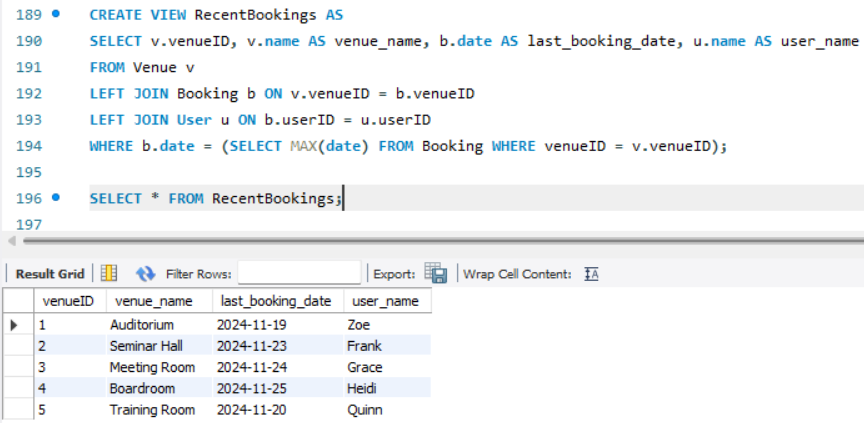 189 CREATE VIEW RecentBookings AS
190 SELECT v.venueID, v.name AS venue_name, b.date AS last_booking_date, u.name AS user_name
191 FROM Venue v
192 LEFT JOIN Booking b ON v.venueID = b.venueID
193 LEFT JOIN User u ON b.userID = u.userID
194 WHERE b.date = (SELECT MAX(date) FROM Booking WHERE venueID = v.venueID);
195
196 SELECT * FROM RecentBookings;
197
Result Grid Filter Rows: Export: Wrap Cell Content: IA
venueID venue_name last_booking_date user_name
1 Auditorium 2024-11-19 Zoe
2 Seminar Hall 2024-11-23 Frank
3 Meeting Room 2024-11-24 Grace
4 Boardroom 2024-11-25 Heidi
5 Training Room 2024-11-20 Quinn